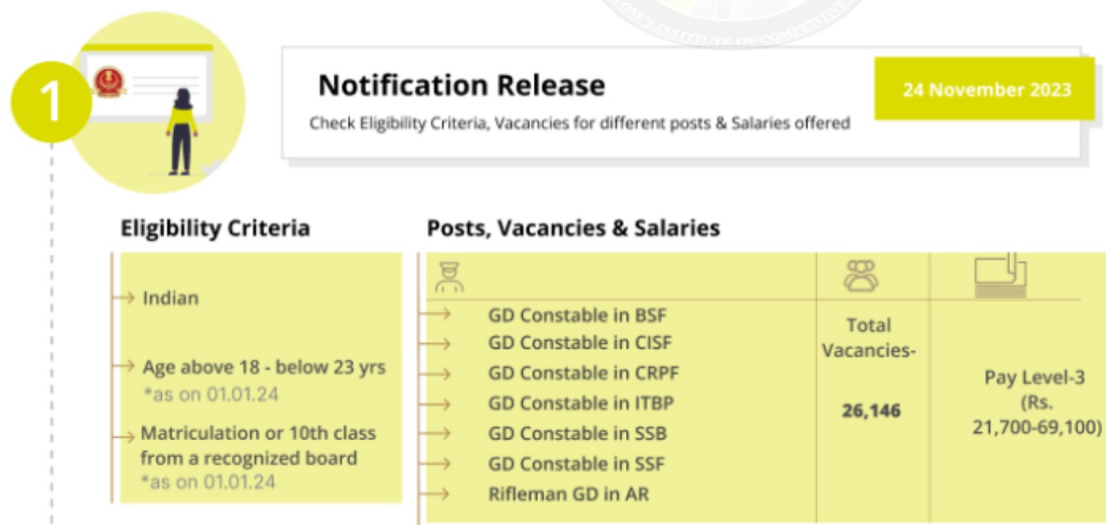 LONE'S INSTITUTE OF COMPETITIVE
1
Notification Release
24 November 2023
Check Eligibility Criteria, Vacancies for different posts & Salaries offered
Eligibility Criteria
Indian
Age above 18 - below 23 yrs
*as on 01.01.24
Matriculation or 10th class
from a recognized board
*as on 01.01.24
Posts, Vacancies & Salaries
GD Constable in BSF
GD Constable in CISF
GD Constable in CRPF
GD Constable in ITBP
GD Constable in SSB
GD Constable in SSF
Rifleman GD in AR
Total
Vacancies-
26,146
Pay Level-3
(Rs.
21,700-69,100)